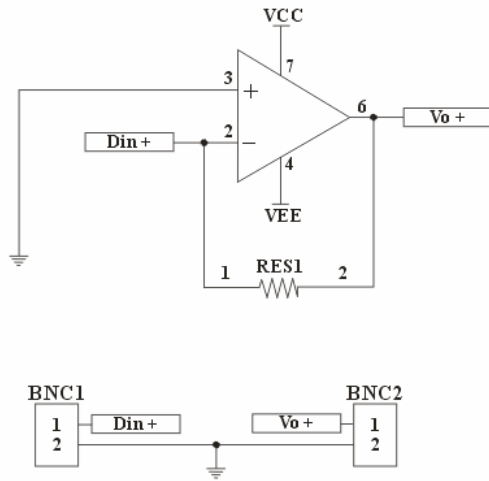 VCC
7
3
+
6
Vo +
2
Din +
−
4
VEE
1
RES1
2
BNC1
BNC2
1
Din +
Vo +
1
2
2